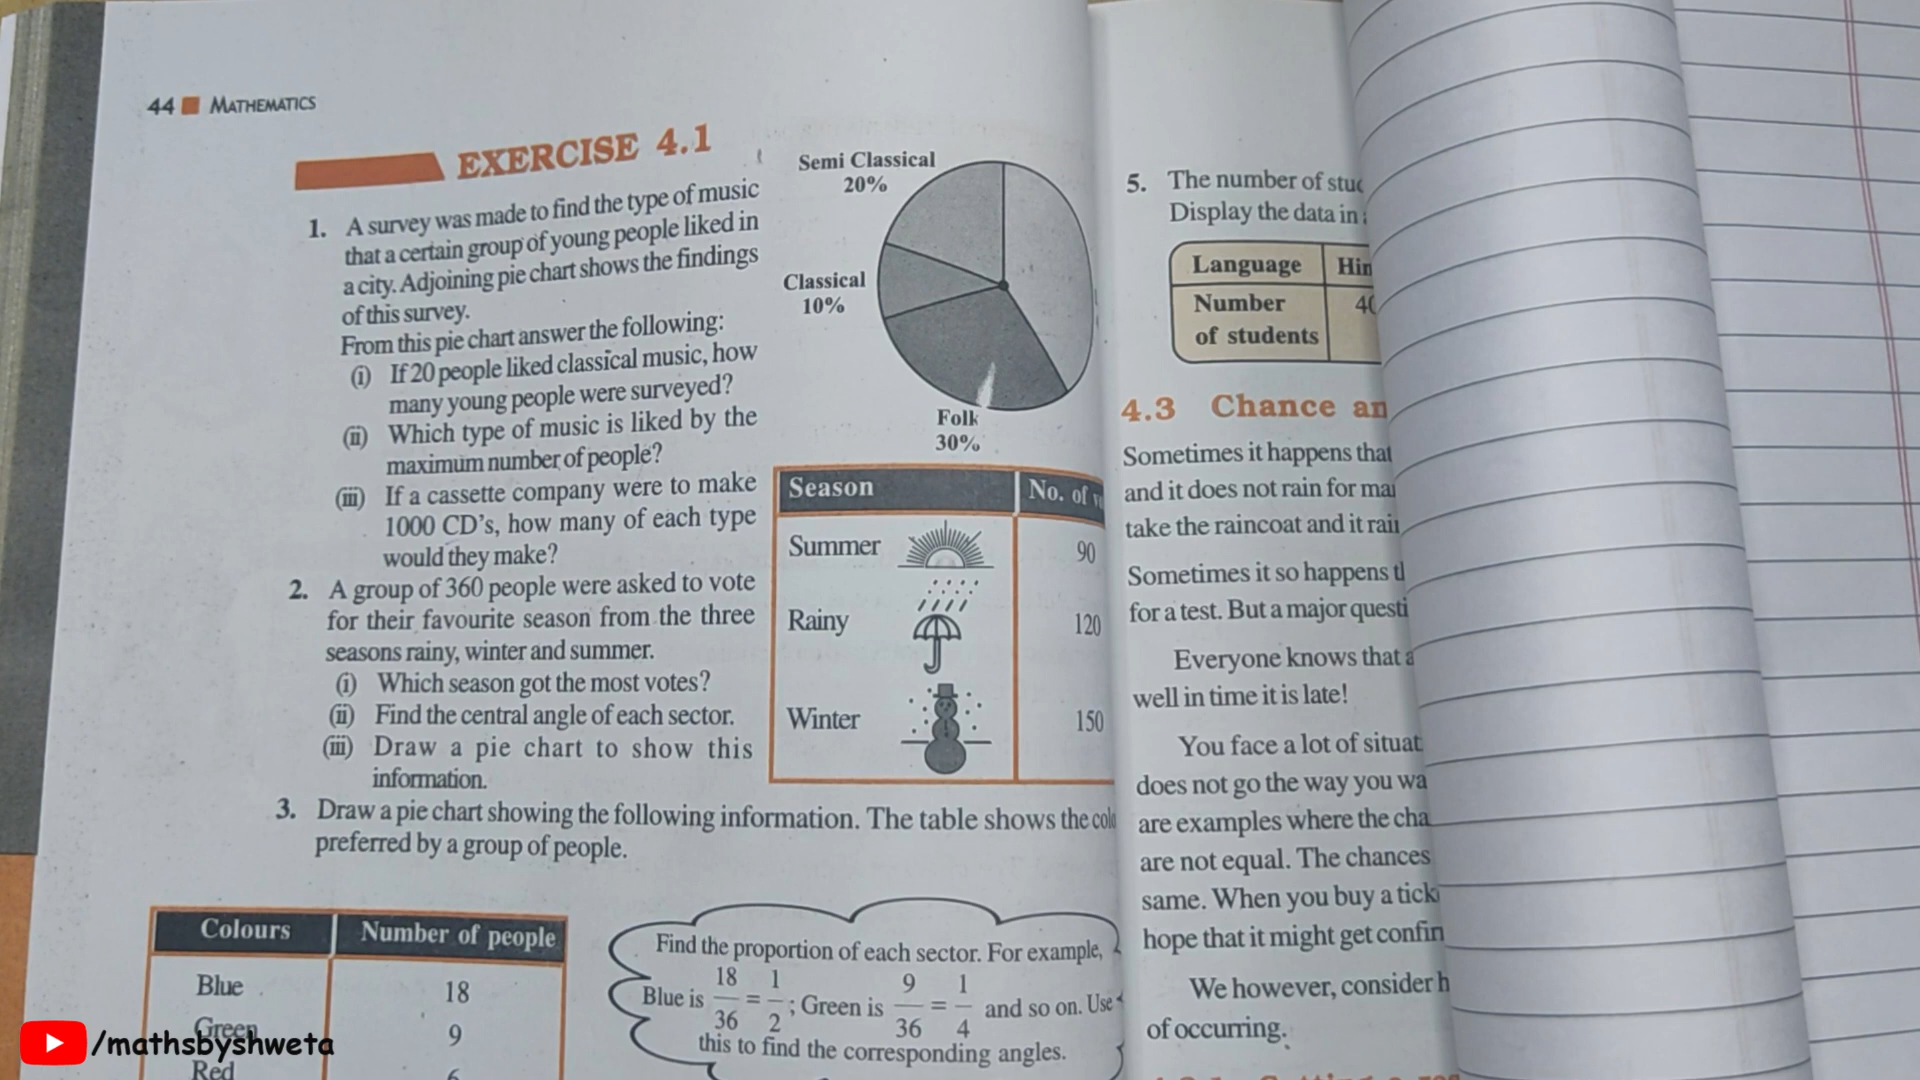 44 MATHEMATICS
EXERCISE 4.1
1. A survey was made to find the type of music
that a certain group of young people liked in
a city. Adjoining pie chart shows the findings
of this survey.
From this pie chart answer the following:
(i) If 20 people liked classical music, how
many young people were surveyed?
(ii) Which type of music is liked by the
maximum number of people?
(iii) If a cassette company were to make
1000 CD's, how many of each type
would they make?
Semi Classical
20%
Classical
10%
Folk
30%
2. A group of 360 people were asked to vote
for their favourite season from the three
seasons rainy, winter and summer.
(i) Which season got the most votes?
(ii) Find the central angle of each sector.
(iii) Draw a pie chart to show this
information.
Season No. of
Summer 90
Rainy 120
Winter 150
3. Draw a pie chart showing the following information. The table shows the
preferred by a group of people.
Colours Number of people
Blue 18
Green 9
Red
Find the proportion of each sector. For example,
Blue is 18/36 = 1/2; Green is 9/36 = 1/4 and so on. Use
this to find the corresponding angles.
5. The number of
Display the data in
Language
Number
of students
4.3 Chance
Sometimes it happens that
and it does not rain for
take the raincoat and it
Sometimes it so happens
for a test. But a major
Everyone knows that a
well in time it is late!
You face a lot of
does not go the way you
are examples where the
are not equal. The chances
same. When you buy a
hope that it might get
We however, consider
of occurring.
/mathsbyshweta